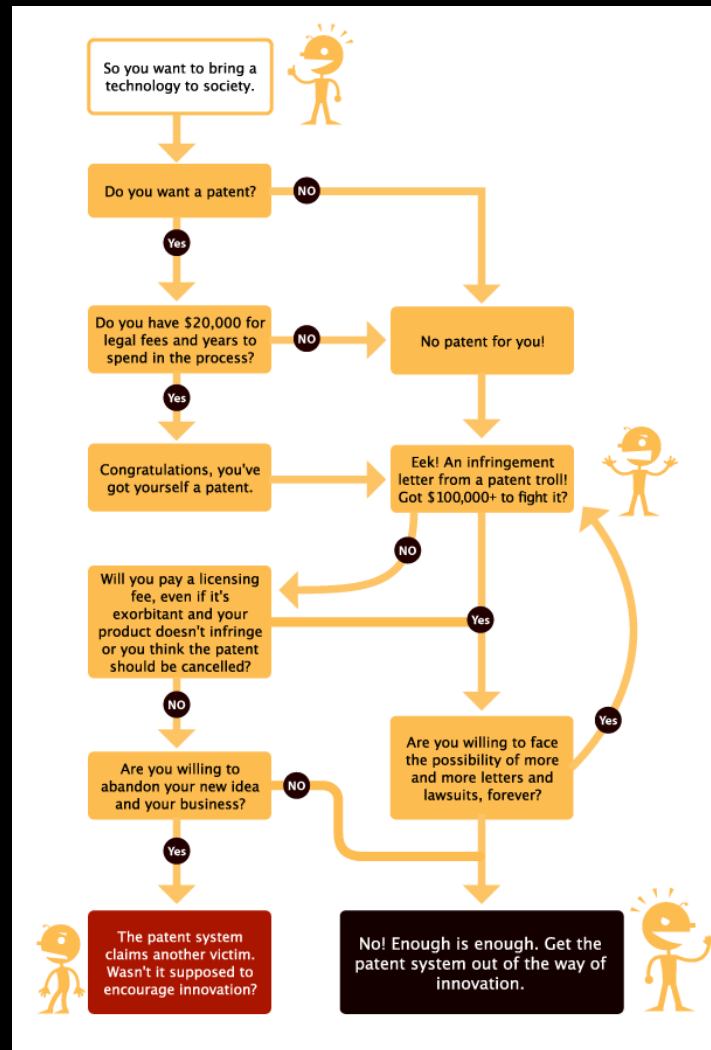 So you want to bring a
technology to society.
Do you want a patent?
NO
Yes
Do you have $20,000 for
legal fees and years to
spend in the process?
NO
No patent for you!
Yes
Congratulations, you've
got yourself a patent.
Eek! An infringement
letter from a patent troll!
Got $100,000+ to fight it?
NO
Will you pay a licensing
fee, even if it's
exorbitant and your
product doesn't infringe
or you think the patent
should be cancelled?
Yes
NO
Yes
Are you willing to face
the possibility of more
and more letters and
lawsuits, forever?
Are you willing to
abandon your new idea
and your business?
NO
Yes
The patent system
claims another victim.
Wasn't it supposed to
encourage innovation?
No! Enough is enough. Get the
patent system out of the way of
innovation.